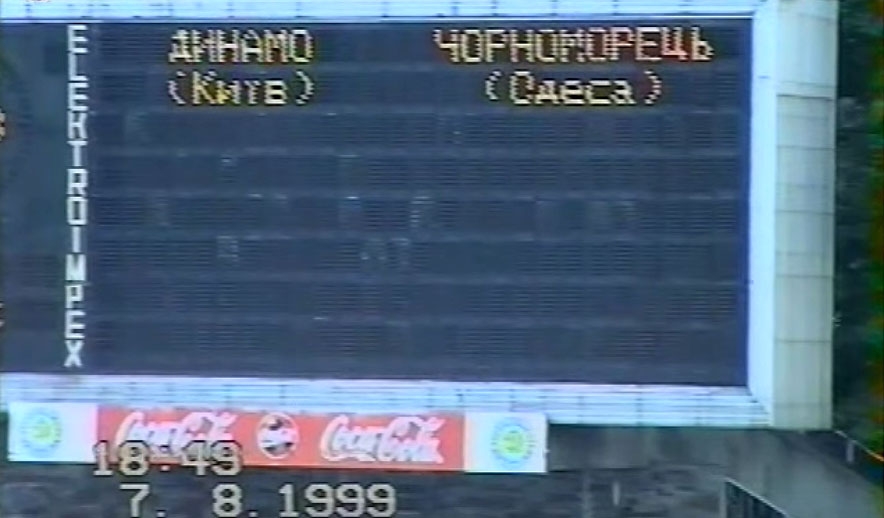 ДИНАМО ЧОРНОМОРЕЦЬ
(Київ) (Одеса)
ELEKTROIMPEX
Coca-Cola Coca-Cola
18:49
7. 8.1999